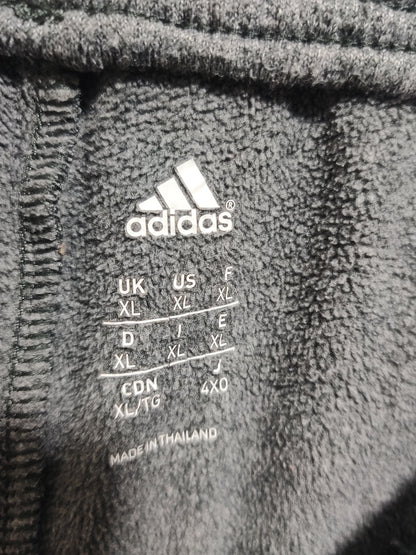 adidas®
UK US F
XL XL XL
D I E
XL XL XL
CDN J
XL/TG 4XO
MADE IN THAILAND